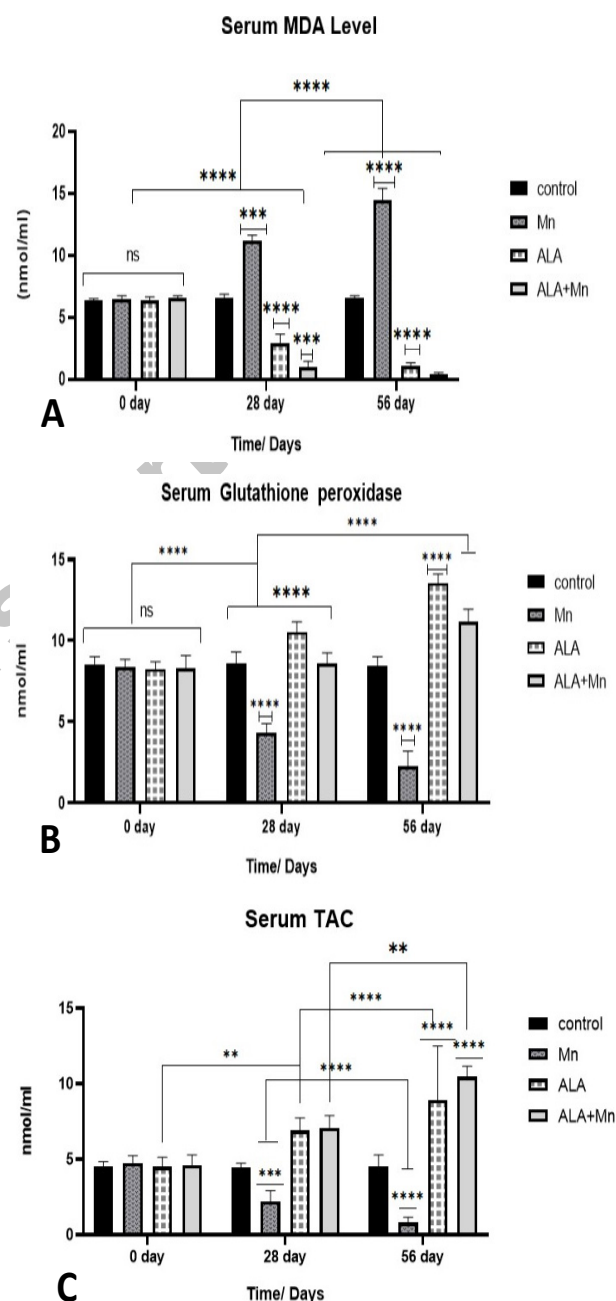 Serum MDA Level
****
20
****
****
15
***
(nmol/ml)
ns
10
****
***
****
5
0
0 day
28 day
56 day
Time/ Days
control
Mn
ALA
ALA+Mn
A
Serum Glutathione peroxidase
****
****
****
15
ns
****
10
nmol/ml
****
****
5
0
0 day
28 day
56 day
Time/ Days
control
Mn
ALA
ALA+Mn
B
Serum TAC
**
****
15
****
**
****
****
10
nmol/ml
5
***
****
0
0 day
28 day
56 day
Time/ Days
control
Mn
ALA
ALA+Mn
C